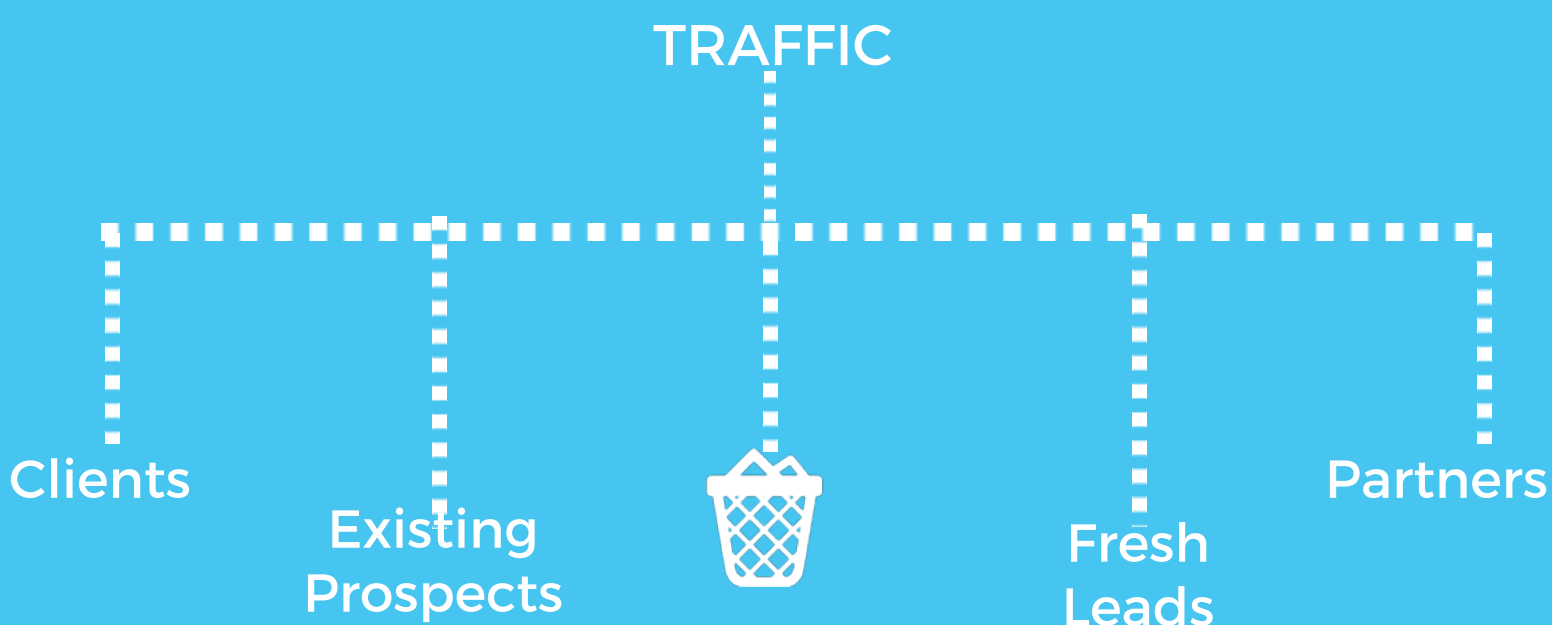 TRAFFIC
Clients
Existing
Prospects
Fresh
Leads
Partners